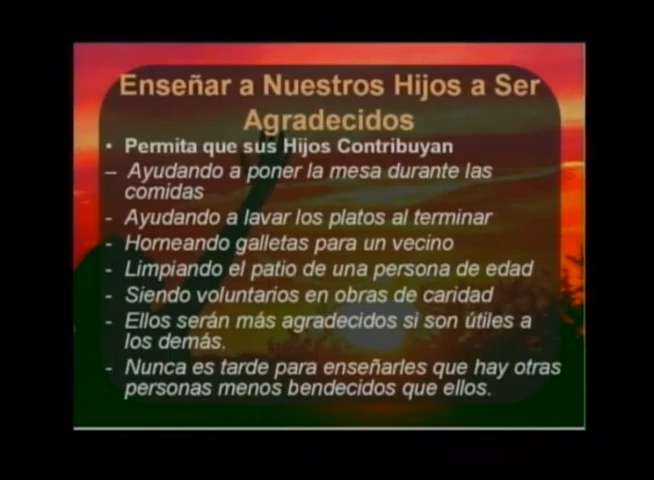 Enseñar a Nuestros Hijos a Ser
Agradecidos
• Permita que sus Hijos Contribuyan
– Ayudando a poner la mesa durante las
comidas
- Ayudando a lavar los platos al terminar
- Horneando galletas para un vecino
- Limpiando el patio de una persona de edad
- Siendo voluntarios en obras de caridad
- Ellos serán más agradecidos si son útiles a
los demás.
- Nunca es tarde para enseñarles que hay otras
personas menos bendecidos que ellos.